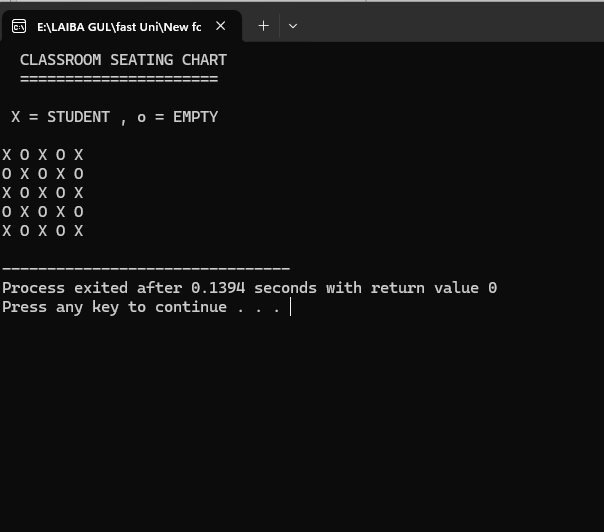 E:\LAIBA GUL\fast Uni\New fc
CLASSROOM SEATING CHART
======================
X = STUDENT , o = EMPTY
X O X O X
O X O X O
X O X O X
O X O X O
X O X O X
--------------------------------
Process exited after 0.1394 seconds with return value 0
Press any key to continue . . .